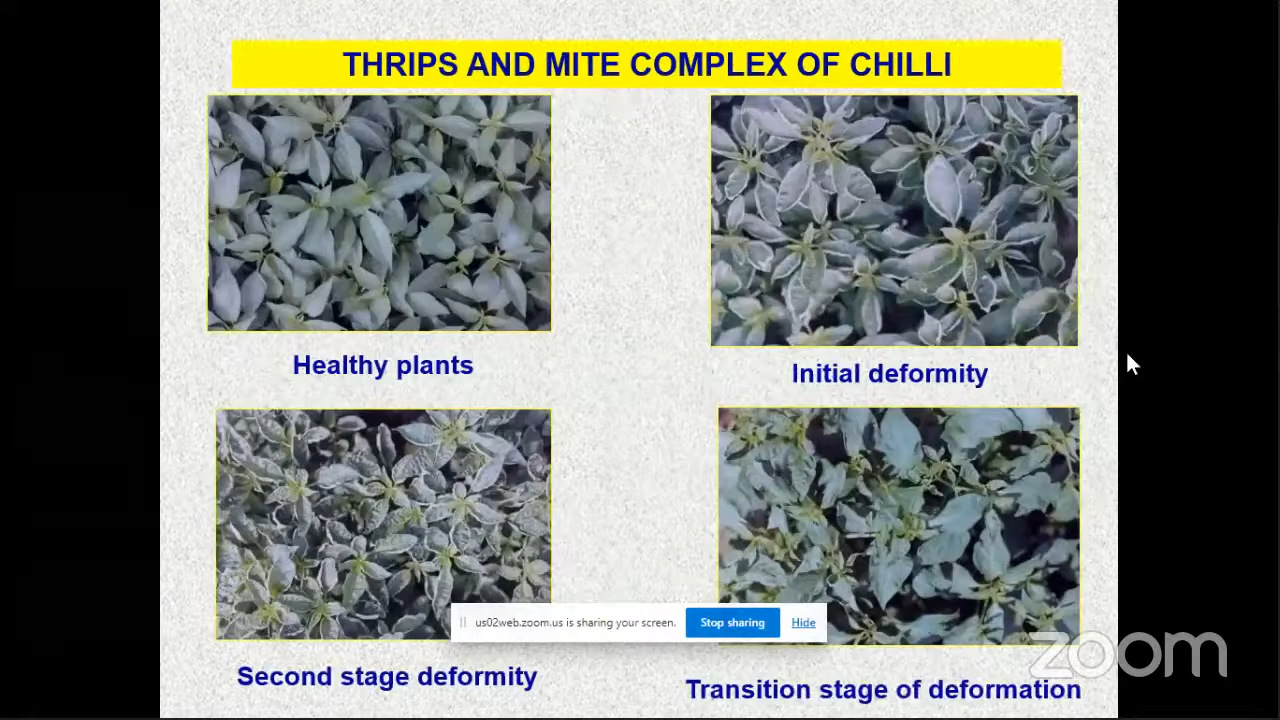 THRIPS AND MITE COMPLEX OF CHILLI
Healthy plants
Initial deformity
us02web.zoom.us is sharing your screen.
Stop sharing
Hide
zoom
Second stage deformity
Transition stage of deformation